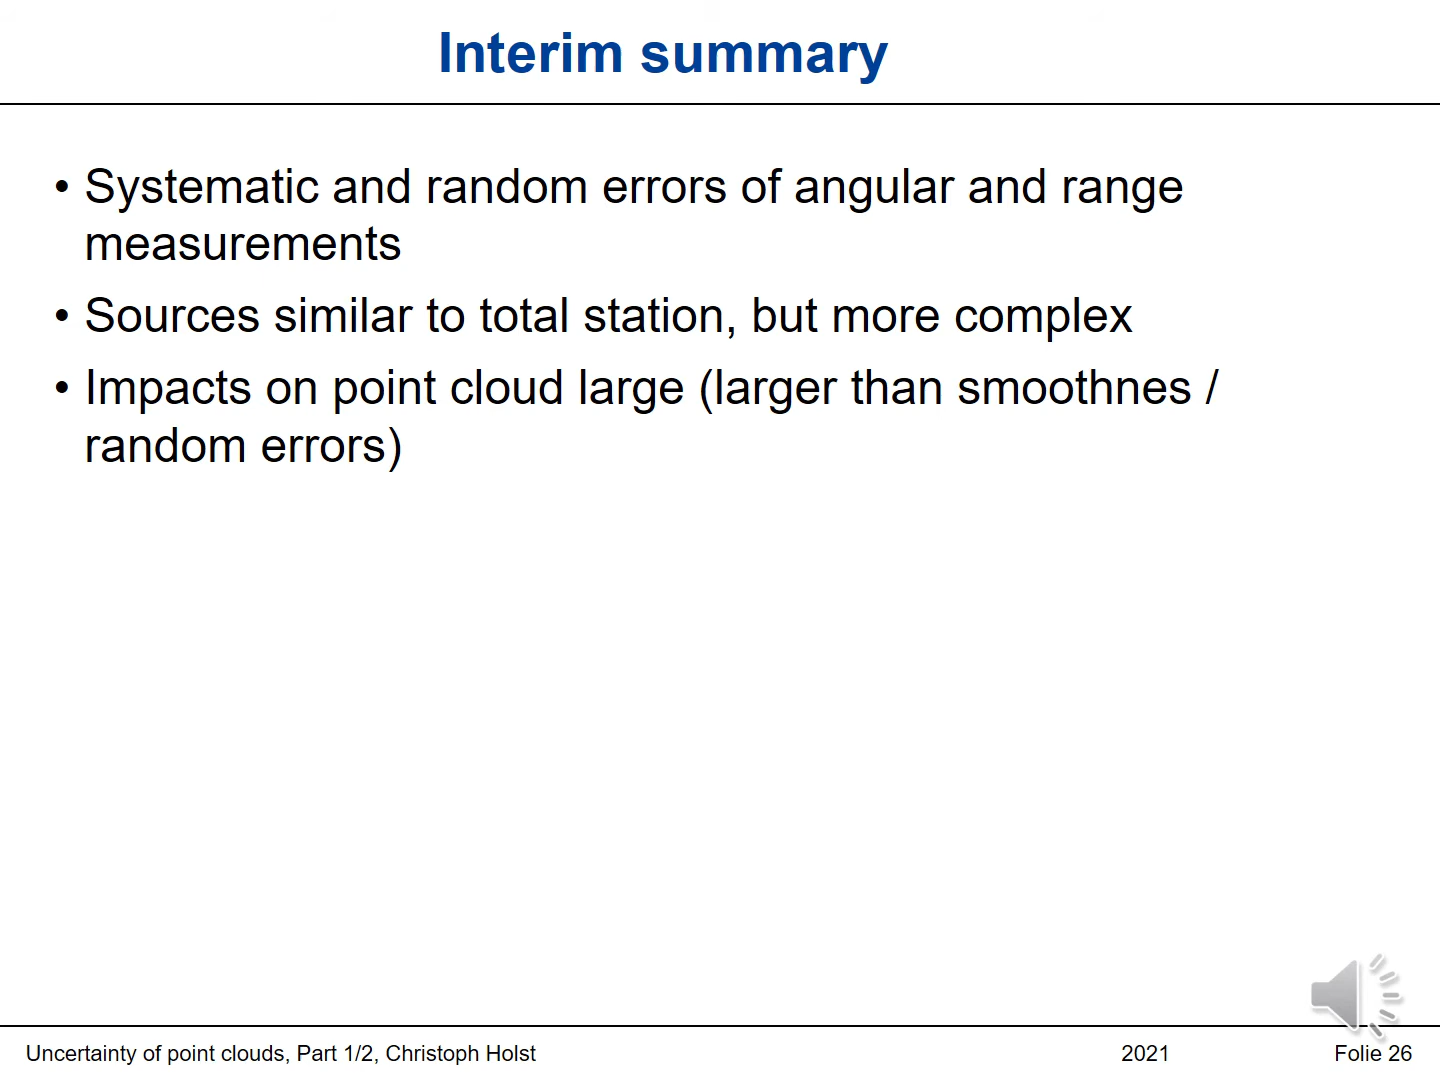 Interim summary
• Systematic and random errors of angular and range
measurements
• Sources similar to total station, but more complex
• Impacts on point cloud large (larger than smoothnes /
random errors)
Uncertainty of point clouds, Part 1/2, Christoph Holst
2021
Folie 26